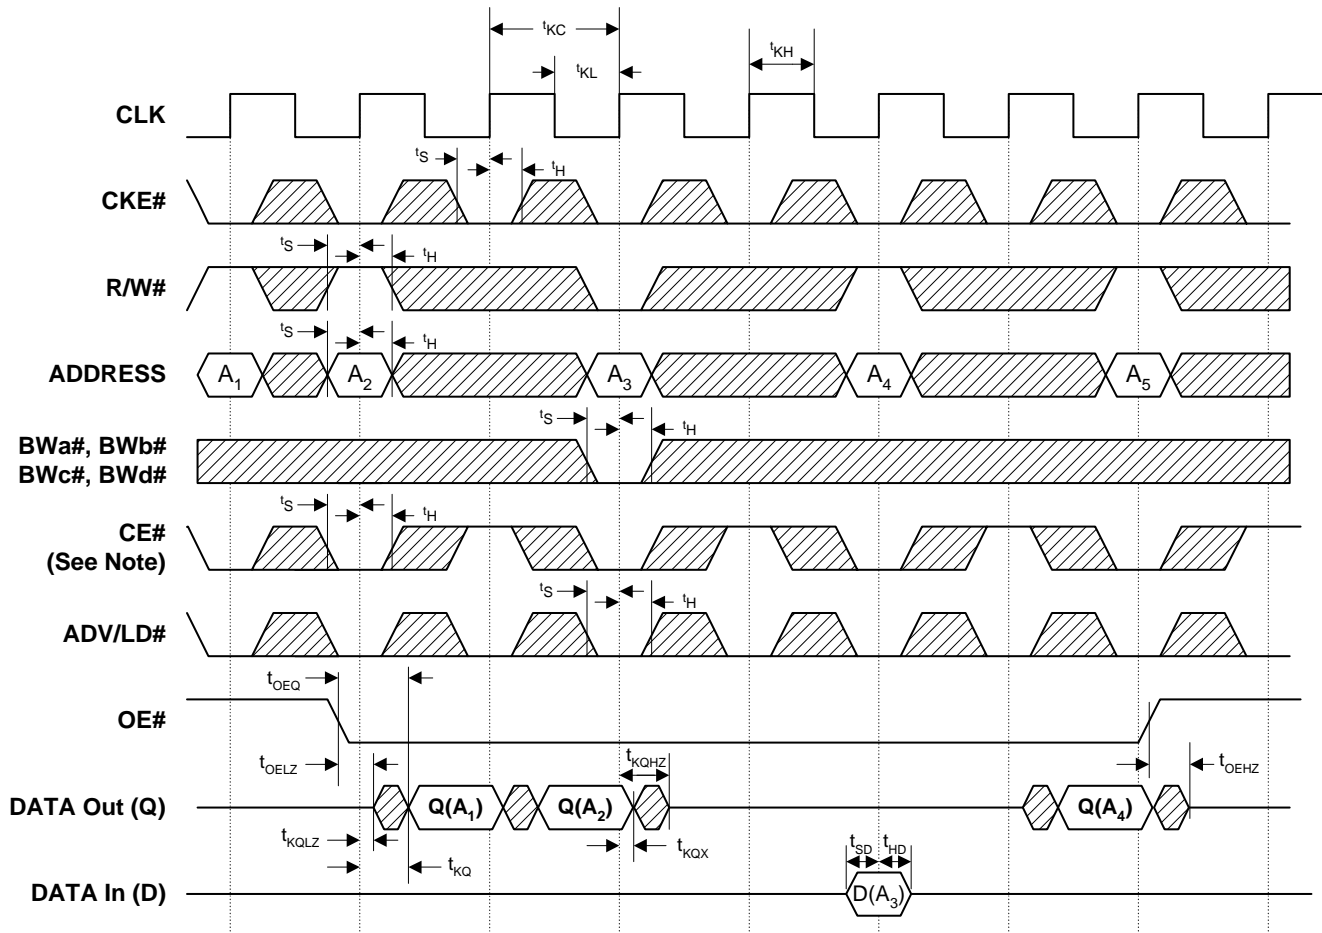 tKC
tKL
tKH
CLK
tS
tH
CKE#
tS
tH
R/W#
tS
tH
ADDRESS
A1
A2
A3
A4
A5
tS
tH
BWa#, BWb#
BWc#, BWd#
tS
tH
CE#
(See Note)
tS
tH
ADV/LD#
tOEQ
OE#
tOELZ
tKQHZ
tOEHZ
DATA Out (Q)
Q(A1)
Q(A2)
Q(A4)
tKQLZ
tKQ
tKQX
tSD
tHD
DATA In (D)
D(A3)